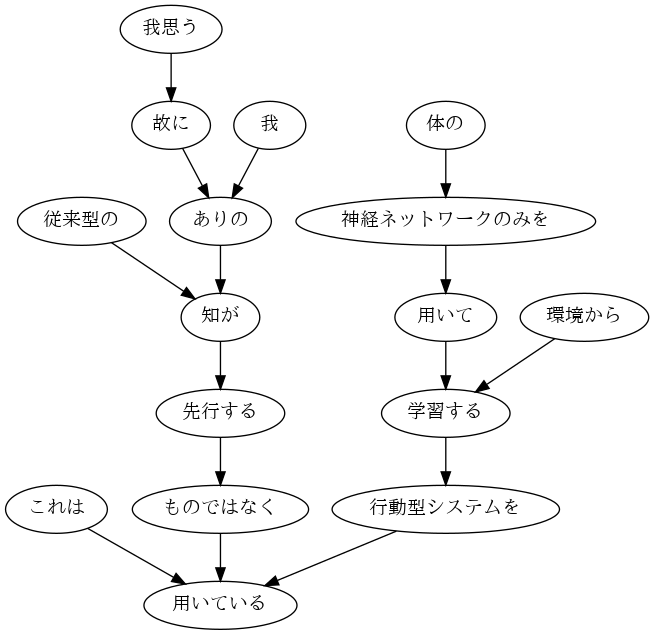 我思う
故に
我
体の
従来型の
ありの
神経ネットワークのみを
知が
用いて
環境から
先行する
学習する
これは
ものではなく
行動型システムを
用いている